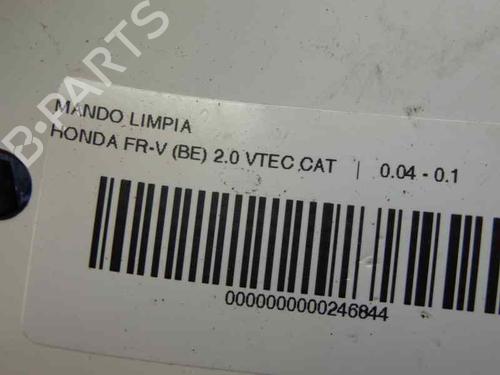 B-PARTS
MANDO LIMPIA
HONDA FR-V (BE) 2.0 VTEC CAT | 0.04 - 0.1
0000000000246844